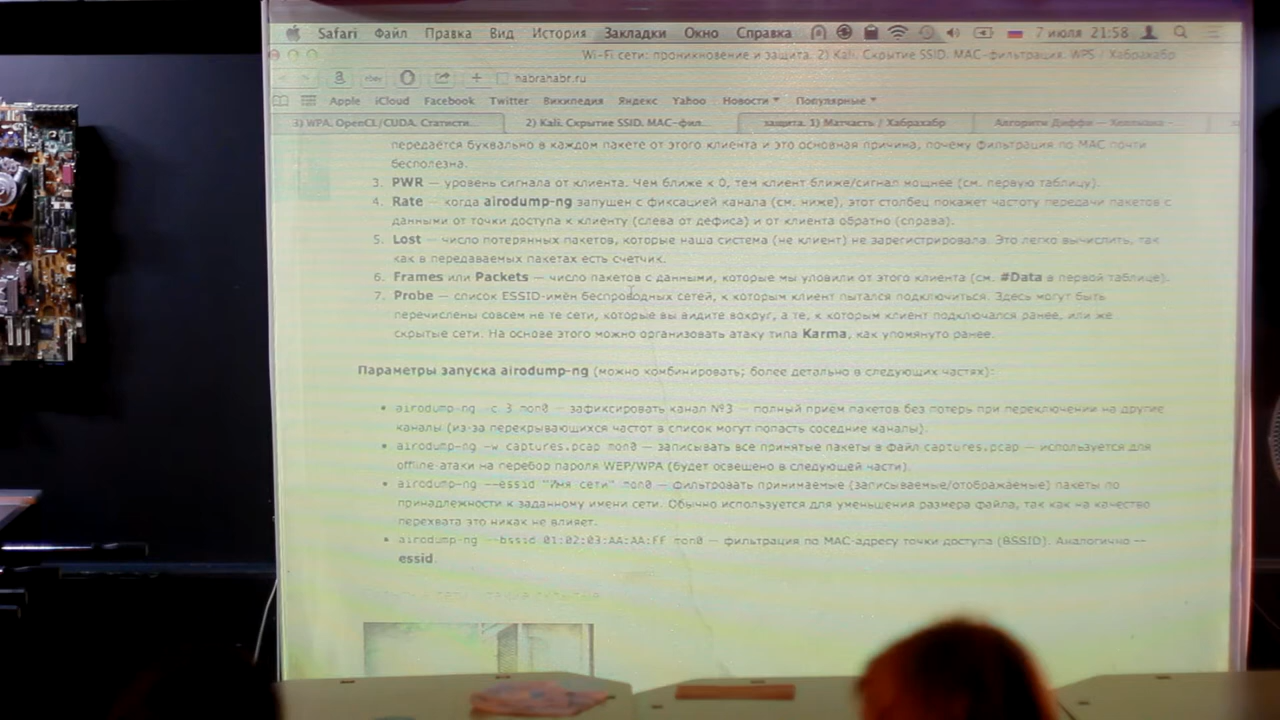 Safari Файл Правка Вид История Закладки Окно Справка 7 июля 21:58
Wi-Fi сети: проникновение и защита. 2) Kali. Скрытие SSID. MAC-фильтрация. WPS / Хабрахабр
habrahabr.ru
Apple iCloud Facebook Twitter Википедия Яндекс Yahoo Новости Популярные
3) WPA. OpenCL/CUDA. Статисти... 2) Kali. Скрытие SSID. MAC-фил... защита. 1) Матчасть / Хабрахабр Алгоритм Диффи — Хеллмана –
передаётся буквально в каждом пакете от этого клиента и это основная причина, почему фильтрация по MAC почти
бесполезна.
3. PWR — уровень сигнала от клиента. Чем ближе к 0, тем клиент ближе/сигнал мощнее (см. первую таблицу).
4. Rate — когда airodump-ng запущен с фиксацией канала (см. ниже), этот столбец покажет частоту передачи пакетов с
данными от точки доступа к клиенту (слева от дефиса) и от клиента обратно (справа).
5. Lost — число потерянных пакетов, которые наша система (не клиент) не зарегистрировала. Это легко вычислить, так
как в передаваемых пакетах есть счётчик.
6. Frames или Packets — число пакетов с данными, которые мы уловили от этого клиента (см. #Data в первой таблице).
7. Probe — список ESSID-имён беспроводных сетей, к которым клиент пытался подключиться. Здесь могут быть
перечислены совсем не те сети, которые вы видите вокруг, а те, к которым клиент подключался ранее, или же
скрытые сети. На основе этого можно организовать атаку типа Karma, как упомянуто ранее.
Параметры запуска airodump-ng (можно комбинировать; более детально в следующих частях):
• airodump-ng -c 3 mon0 — зафиксировать канал №3 — полный приём пакетов без потерь при переключении на другие
каналы (из-за перекрывающихся частот в список могут попасть соседние каналы).
• airodump-ng -w captures.pcap mon0 — записывать все принятые пакеты в файл captures.pcap — используется для
offline-атаки на перебор пароля WEP/WPA (будет освещено в следующей части).
• airodump-ng --essid "Имя сети" mon0 — фильтровать принимаемые (записываемые/отображаемые) пакеты по
принадлежности к заданному имени сети. Обычно используется для уменьшения размера файла, так как на качество
перехвата это никак не влияет.
• airodump-ng --bssid 01:02:03:AA:AA:FF mon0 — фильтрация по MAC-адресу точки доступа (BSSID). Аналогично --
essid.